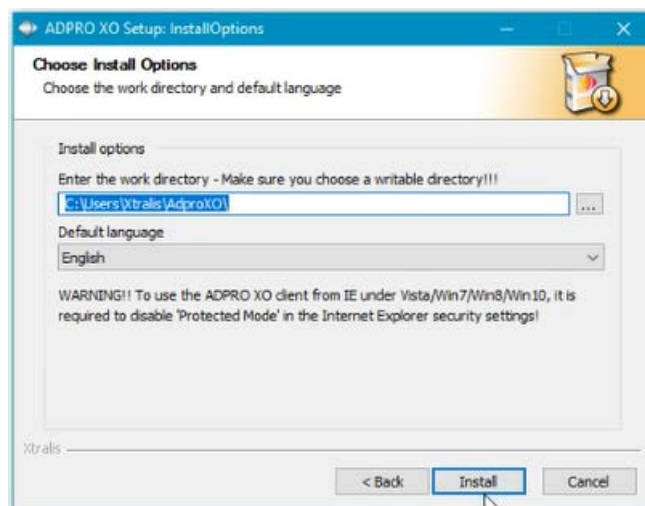 ADPRO XO Setup: InstallOptions
Choose Install Options
Choose the work directory and default language
Install options
Enter the work directory - Make sure you choose a writable directory!!!
C:\Users\Xtralis\AdproXO\
...
Default language
English
WARNING!! To use the ADPRO XO client from IE under Vista/Win7/Win8/Win10, it is
required to disable 'Protected Mode' in the Internet Explorer security settings!
Xtralis
< Back Install Cancel